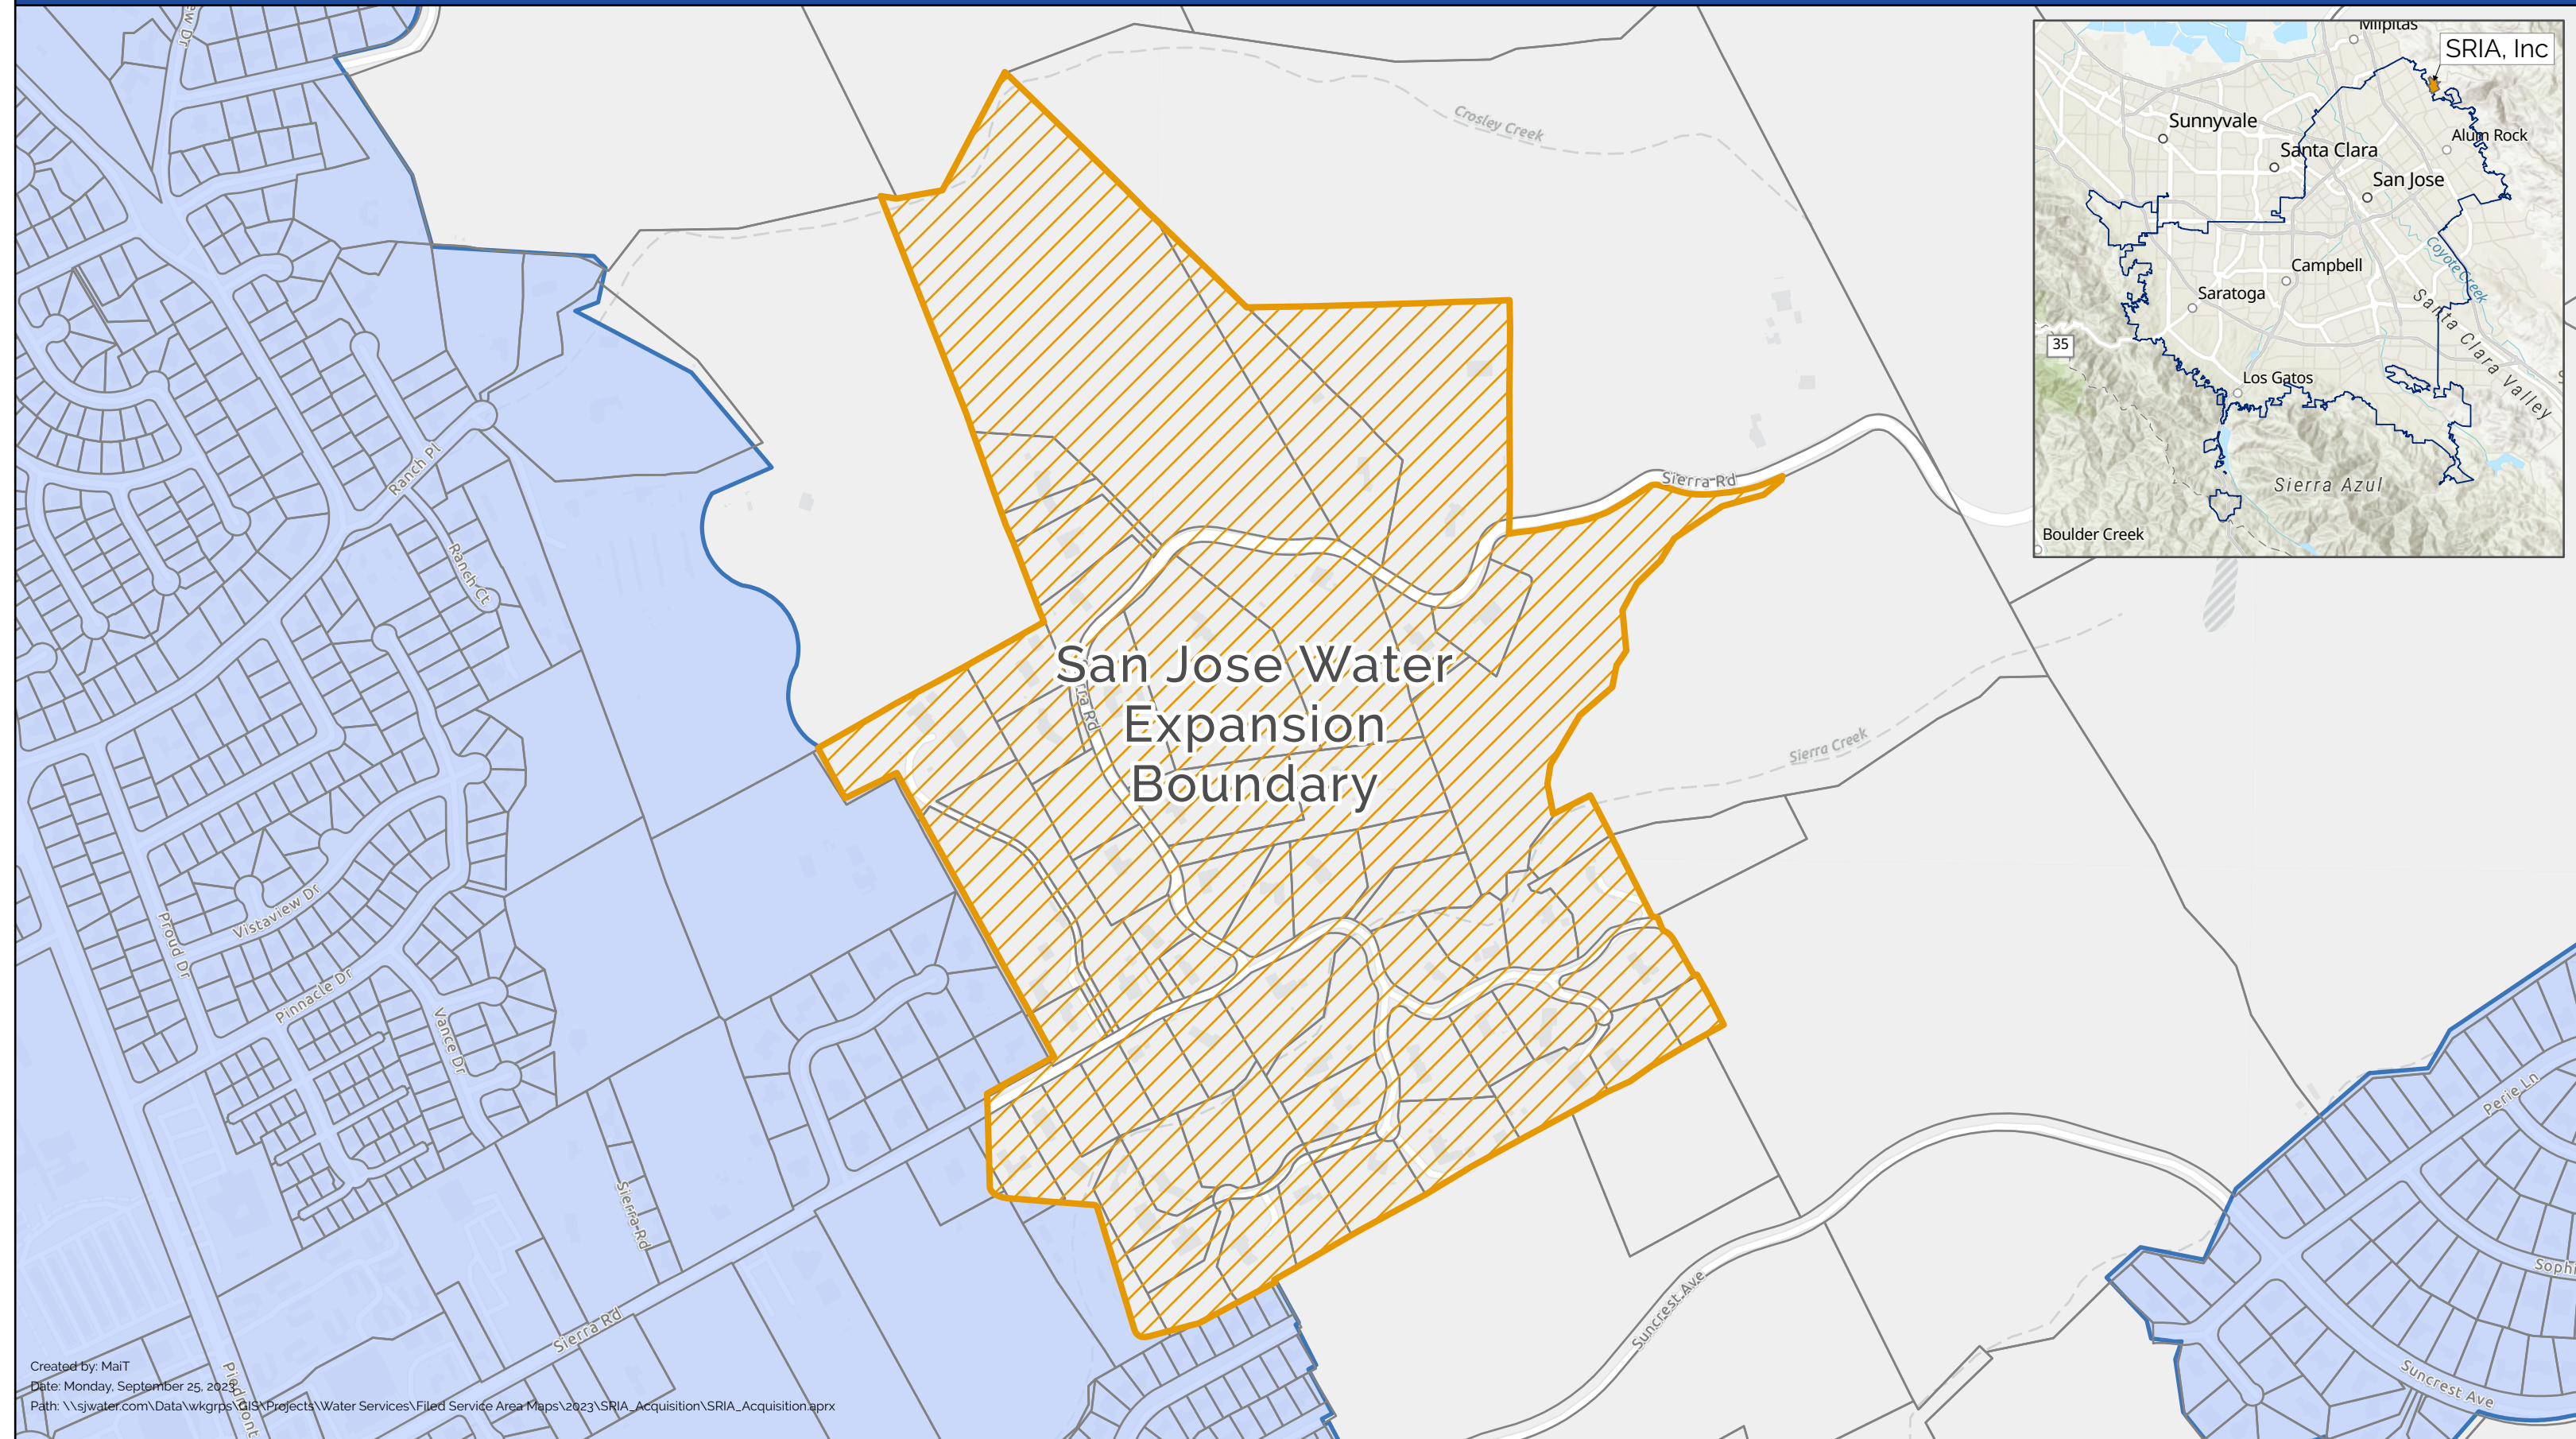 Crosley Creek
Sierra Rd
Ranch Pl
Ranch Ct
San Jose Water
Expansion
Boundary
Sierra Creek
Vistaview Dr
Proud Dr
Pinnacle Dr
Vance Dr
Sierra Rd
Sierra Rd
Suncrest Ave
Perie Ln
Suncrest Ave
Created by: MaiT
Date: Monday, September 25, 2023
Path: \\sjwater.com\Data\wkgrps\GIS\Projects\Water Services\Filed Service Area Maps\2023\SRIA_Acquisition\SRIA_Acquisition.aprx
Piedmont
Milpitas
SRIA, Inc
Sunnyvale
Alum Rock
Santa Clara
San Jose
Coyote Creek
Campbell
Saratoga
Santa Clara Valley
35
Los Gatos
Sierra Azul
Boulder Creek